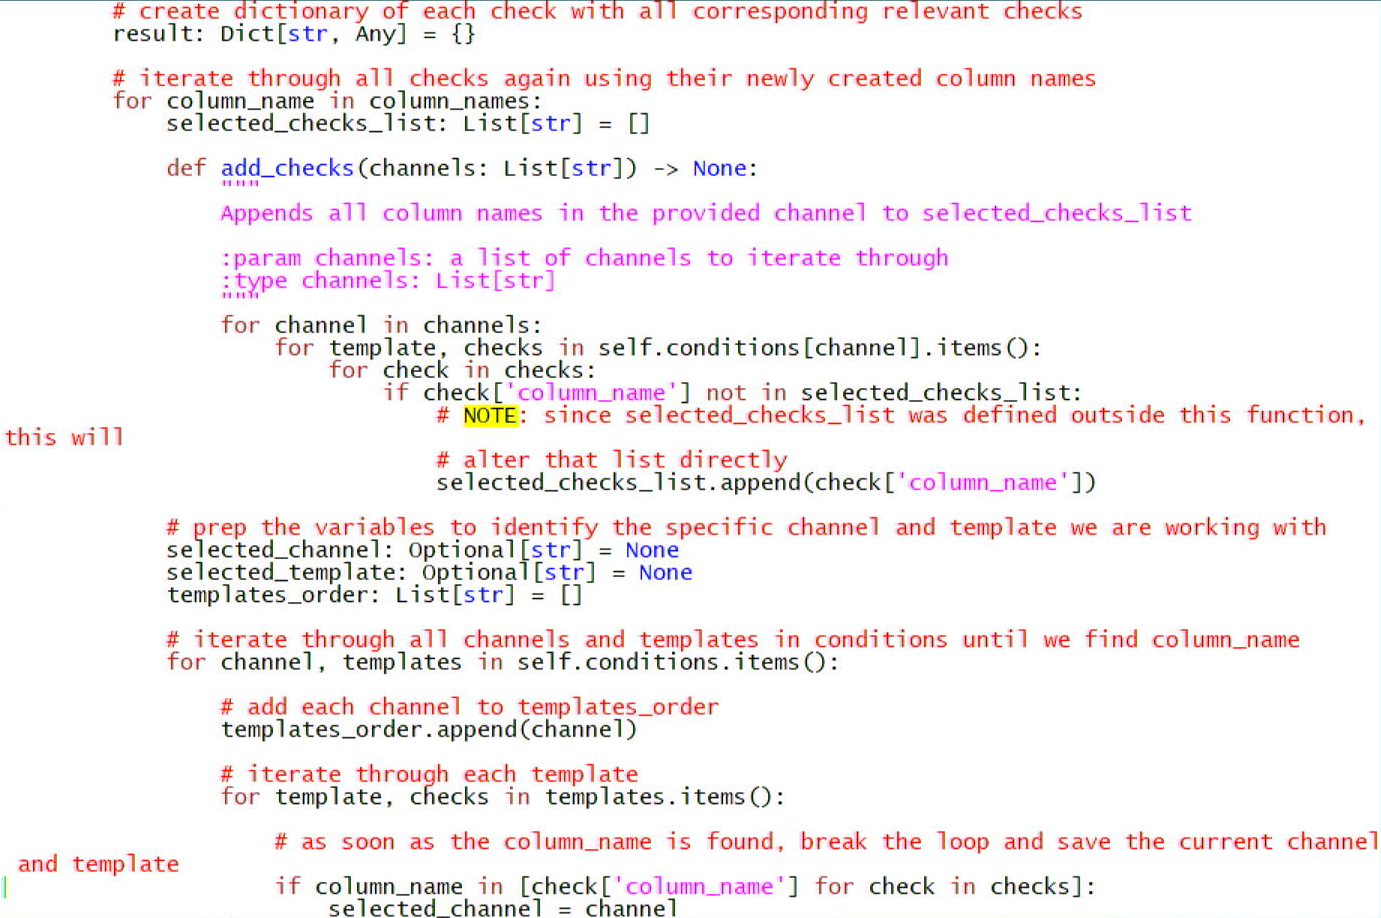 # create dictionary of each check with all corresponding relevant checks
result: Dict[str, Any] = {}
# iterate through all checks again using their newly created column names
for column_name in column_names:
selected_checks_list: List[str] = []
def add_checks(channels: List[str]) -> None:
"""
Appends all column names in the provided channel to selected_checks_list
:param channels: a list of channels to iterate through
:type channels: List[str]
"""
for channel in channels:
for template, checks in self.conditions[channel].items():
for check in checks:
if check['column_name'] not in selected_checks_list:
# NOTE: since selected_checks_list was defined outside this function,
this will
# alter that list directly
selected_checks_list.append(check['column_name'])
# prep the variables to identify the specific channel and template we are working with
selected_channel: Optional[str] = None
selected_template: Optional[str] = None
templates_order: List[str] = []
# iterate through all channels and templates in conditions until we find column_name
for channel, templates in self.conditions.items():
# add each channel to templates_order
templates_order.append(channel)
# iterate through each template
for template, checks in templates.items():
# as soon as the column_name is found, break the loop and save the current channel
and template
if column_name in [check['column_name'] for check in checks]:
selected_channel = channel